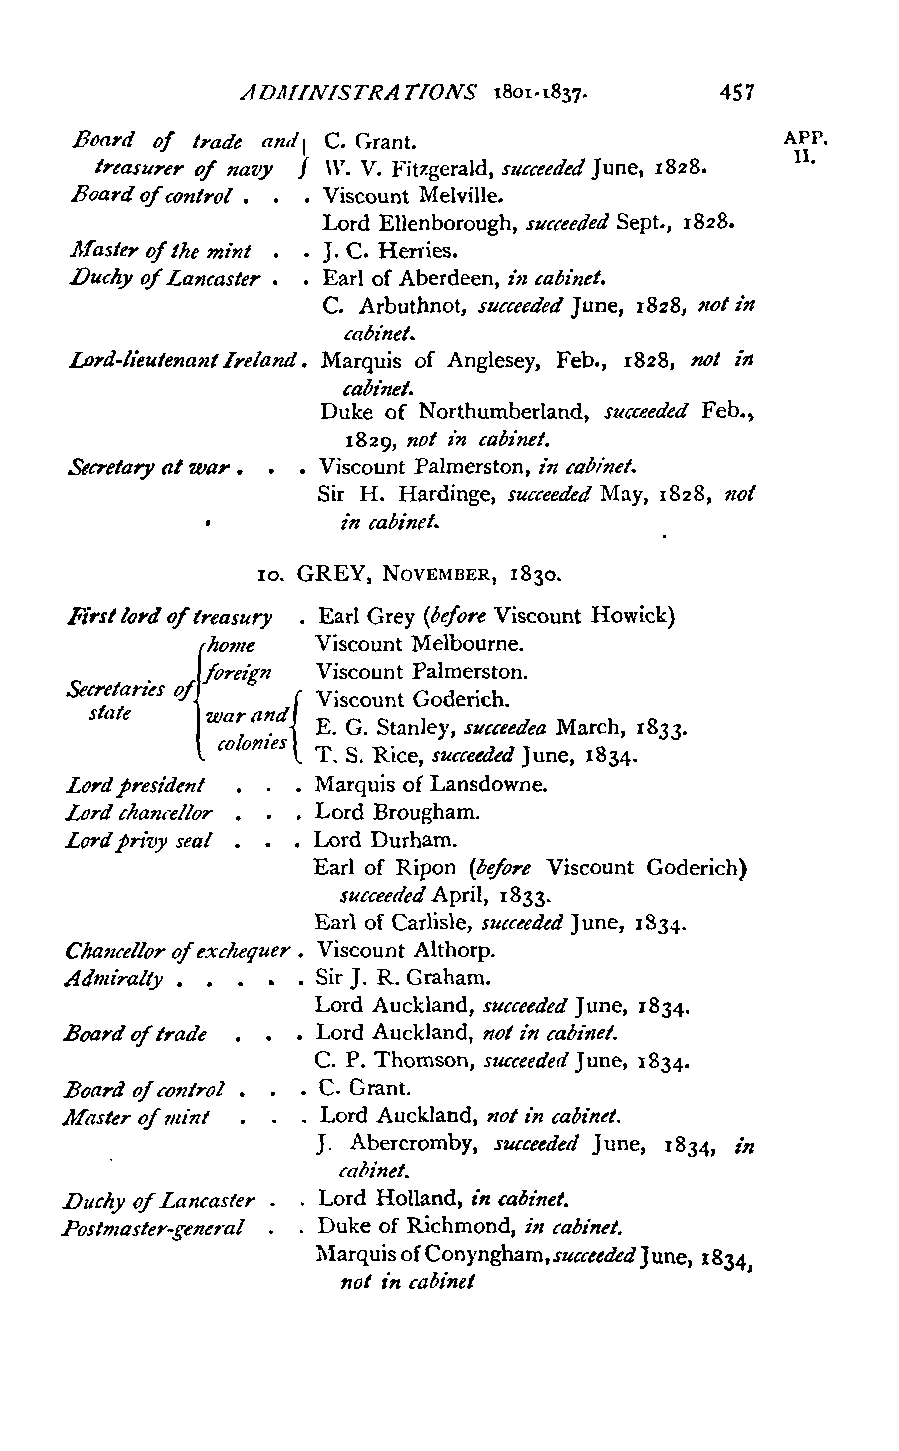 ADMINISTRATIONS 1801-1837. 457
APP. II.
Board of trade and } C. Grant.
treasurer of navy } W. V. Fitzgerald, succeeded June, 1828.
Board of control . . . Viscount Melville.
Lord Ellenborough, succeeded Sept., 1828.
Master of the mint . . J. C. Herries.
Duchy of Lancaster . . Earl of Aberdeen, in cabinet.
C. Arbuthnot, succeeded June, 1828, not in
cabinet.
Lord-lieutenant Ireland . Marquis of Anglesey, Feb., 1828, not in
cabinet.
Duke of Northumberland, succeeded Feb.,
1829, not in cabinet.
Secretary at war . . . Viscount Palmerston, in cabinet.
Sir H. Hardinge, succeeded May, 1828, not
in cabinet.
10. GREY, NOVEMBER, 1830.
First lord of treasury . Earl Grey (before Viscount Howick)
Secretaries of state { home Viscount Melbourne.
foreign Viscount Palmerston.
war and colonies { Viscount Goderich.
E. G. Stanley, succeedea March, 1833.
T. S. Rice, succeeded June, 1834.
Lord president . . . Marquis of Lansdowne.
Lord chancellor . . . Lord Brougham.
Lord privy seal . . . Lord Durham.
Earl of Ripon (before Viscount Goderich)
succeeded April, 1833.
Earl of Carlisle, succeeded June, 1834.
Chancellor of exchequer . Viscount Althorp.
Admiralty . . . . . Sir J. R. Graham.
Lord Auckland, succeeded June, 1834.
Board of trade . . . Lord Auckland, not in cabinet.
C. P. Thomson, succeeded June, 1834.
Board of control . . . C. Grant.
Master of mint . . . Lord Auckland, not in cabinet.
J. Abercromby, succeeded June, 1834, in
cabinet.
Duchy of Lancaster . . Lord Holland, in cabinet.
Postmaster-general . . Duke of Richmond, in cabinet.
Marquis of Conyngham, succeeded June, 1834,
not in cabinet